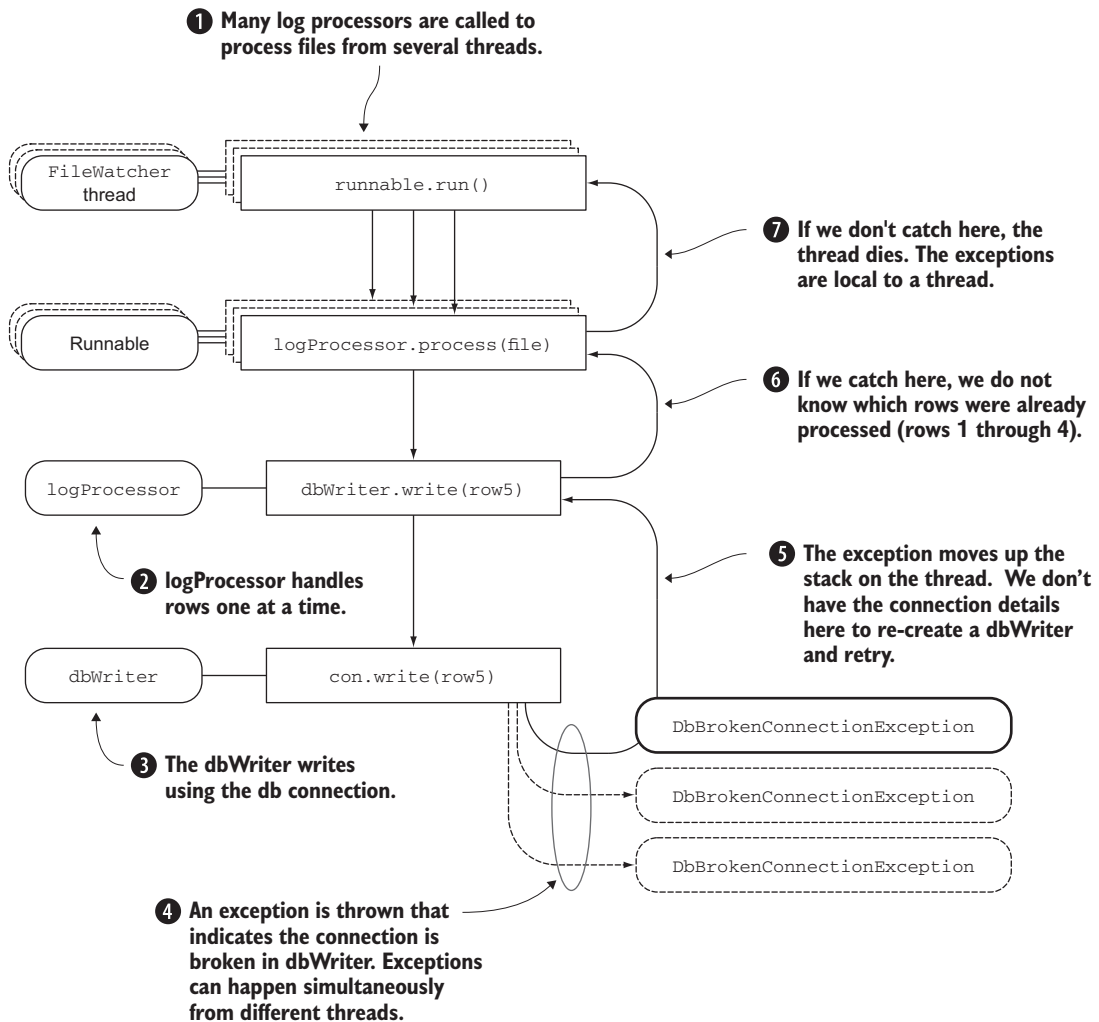 1 Many log processors are called to
process files from several threads.
FileWatcher
thread
runnable.run()
7 If we don't catch here, the
thread dies. The exceptions
are local to a thread.
Runnable
logProcessor.process(file)
6 If we catch here, we do not
know which rows were already
processed (rows 1 through 4).
logProcessor
dbWriter.write(row5)
2 logProcessor handles
rows one at a time.
5 The exception moves up the
stack on the thread. We don’t
have the connection details
here to re-create a dbWriter
and retry.
dbWriter
con.write(row5)
DbBrokenConnectionException
3 The dbWriter writes
using the db connection.
DbBrokenConnectionException
DbBrokenConnectionException
4 An exception is thrown that
indicates the connection is
broken in dbWriter. Exceptions
can happen simultaneously
from different threads.